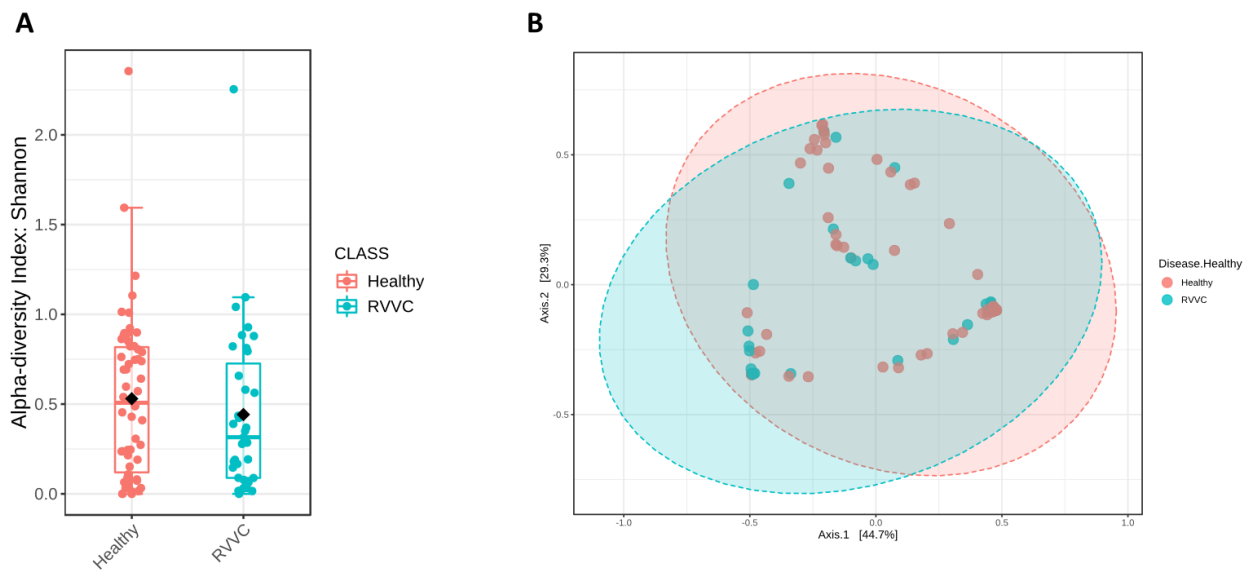 A
Alpha-diversity Index: Shannon
2.0
1.5
1.0
0.5
0.0
Healthy
RVVC
CLASS
Healthy
RVVC
B
Axis.2 [29.3%]
0.5
0.0
-0.5
-1.0
-0.5
0.0
0.5
1.0
Axis.1 [44.7%]
Disease.Healthy
Healthy
RVVC